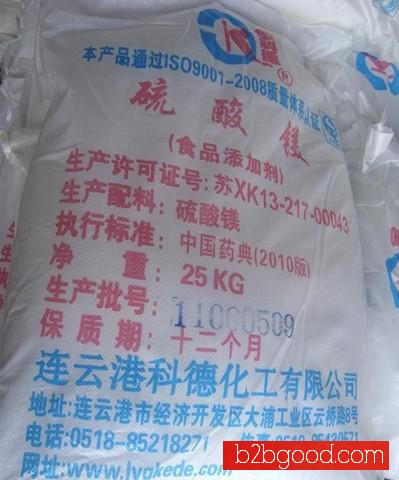 本产品通过ISO9001-2008质量体系认证
硫酸镁
(食品添加剂)
生产许可证号:苏XK13-217-00043
生产配料:硫酸镁
执行标准:中国药典(2010版)
净重:25KG
生产批号:11060509
保质期:十二个月
连云港科德化工有限公司
地址:连云港市经济开发区大浦工业区云桥路6号
电话:0518-85218271
网址:www.lygkede.com
b2bgood.com